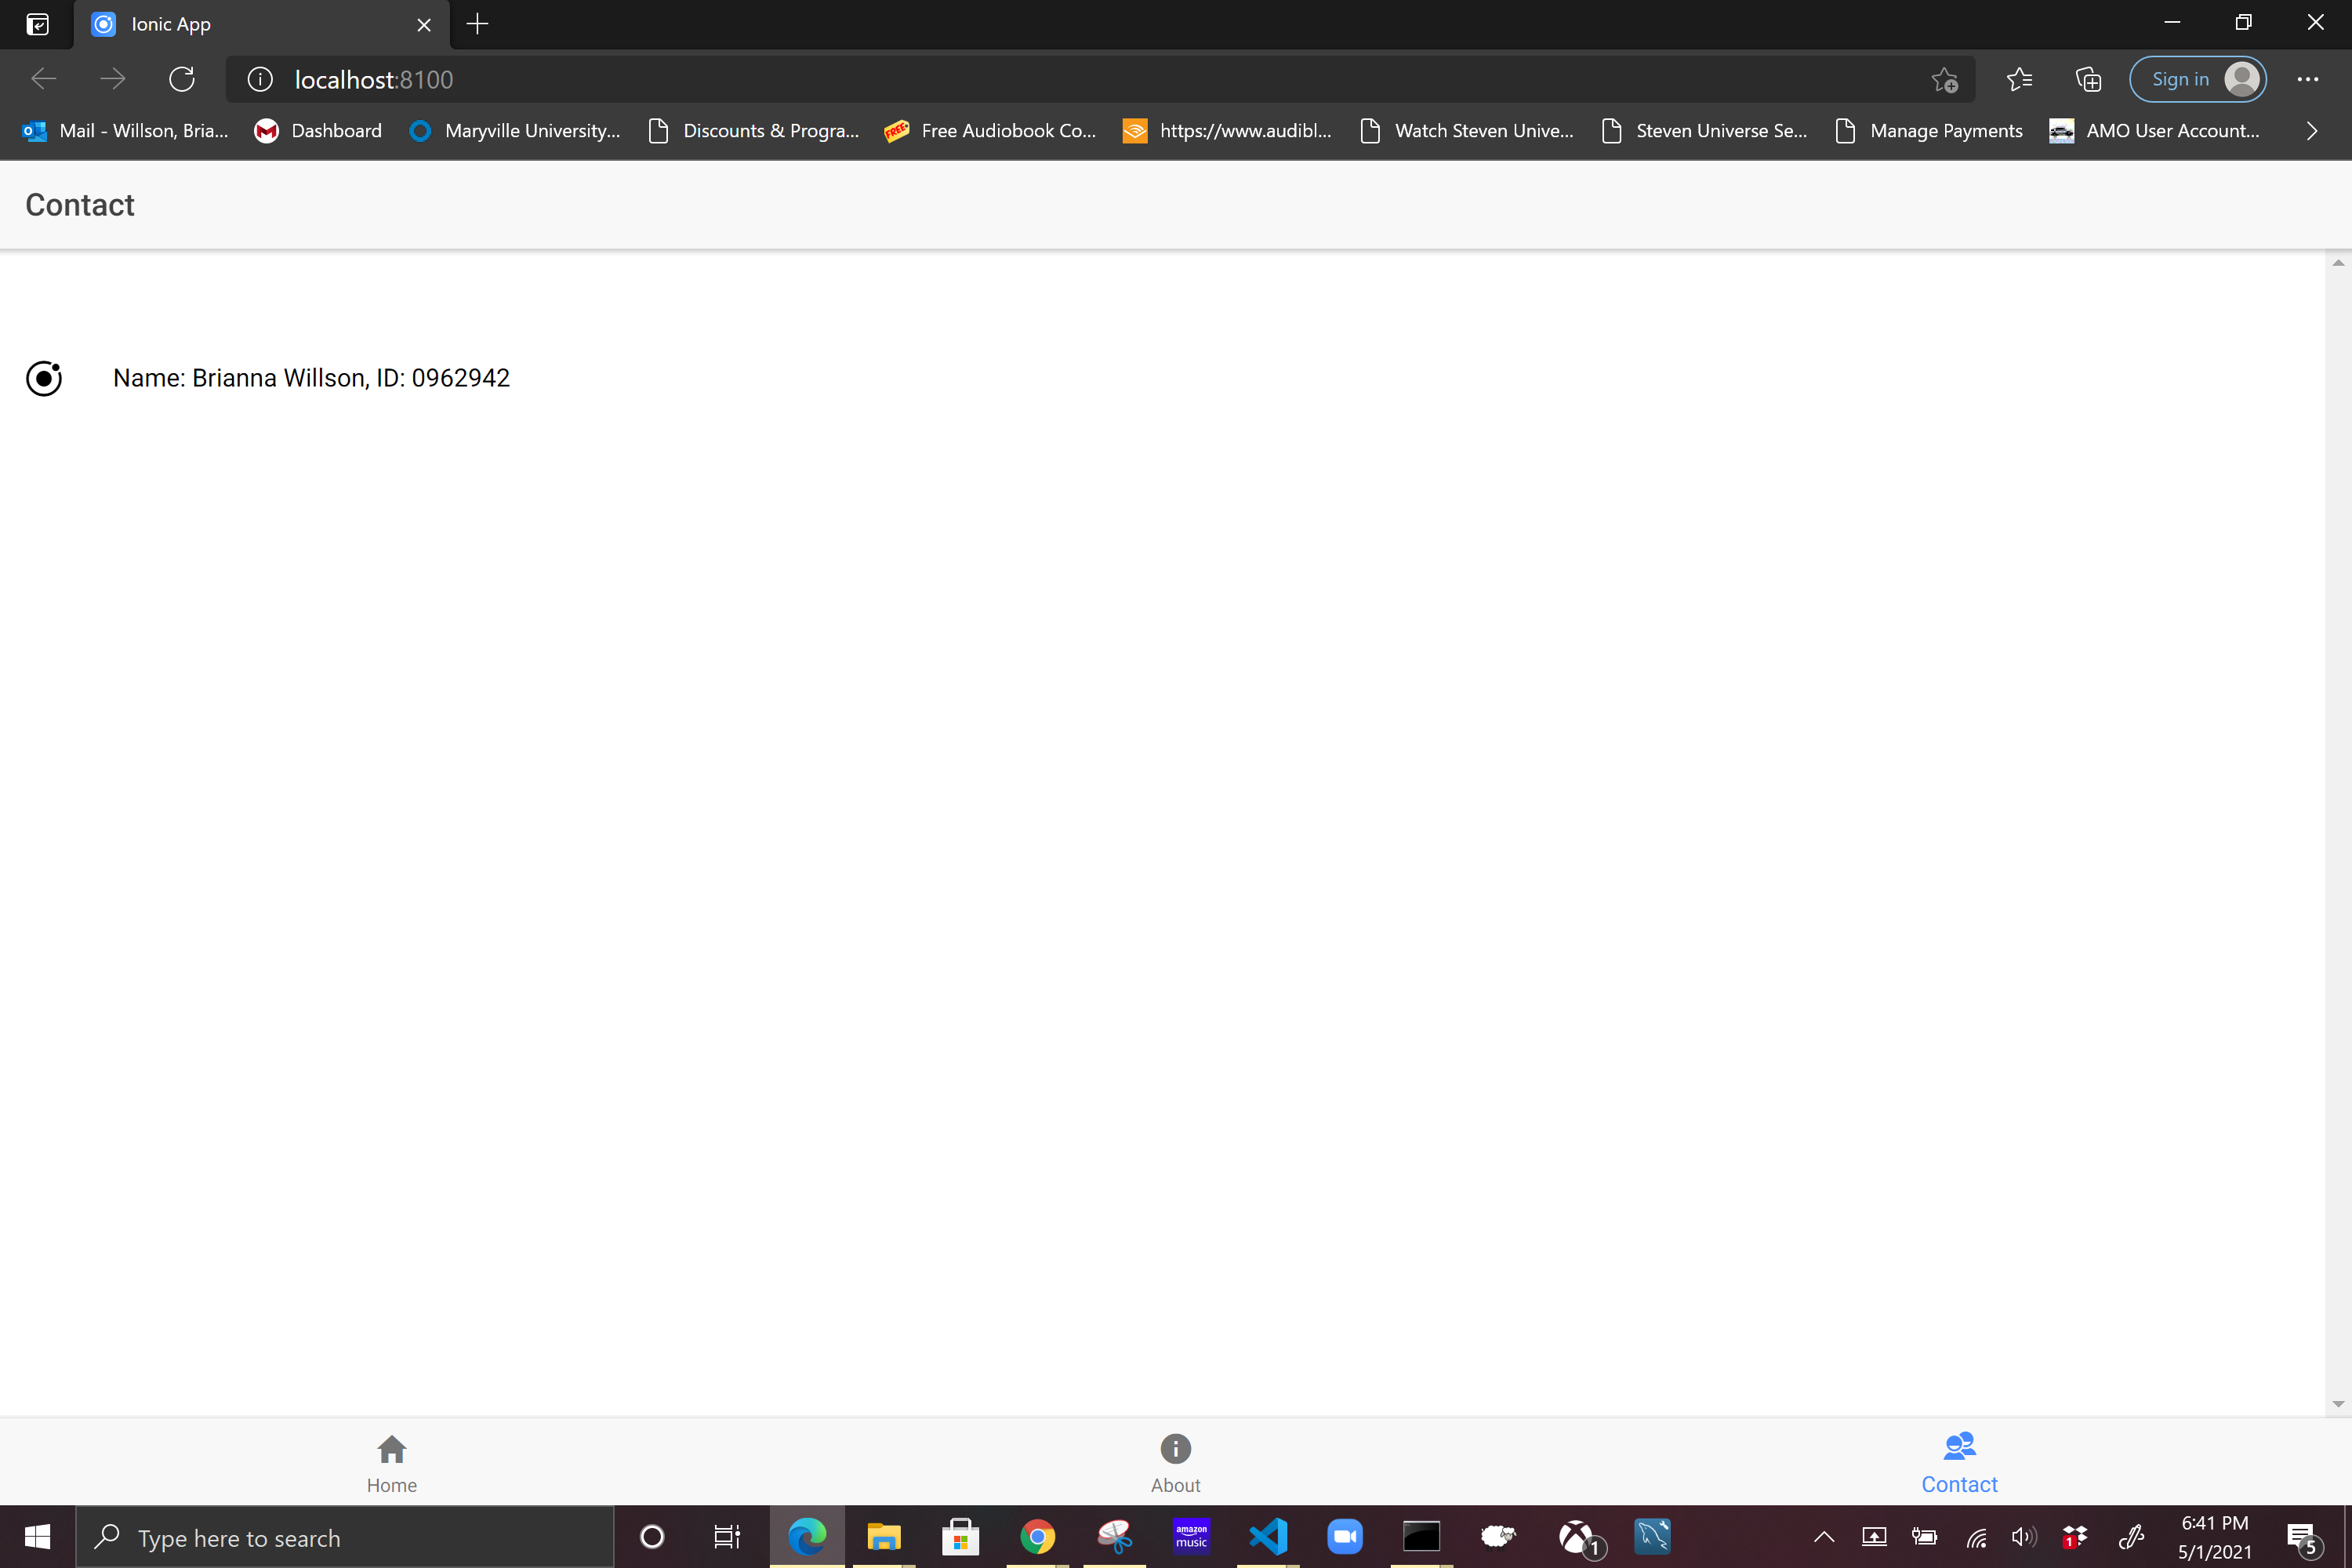 Ionic App
localhost:8100
Sign in
Mail - Willson, Bria... Dashboard Maryville University... Discounts & Progra... Free Audiobook Co... https://www.audibl... Watch Steven Unive... Steven Universe Se... Manage Payments AMO User Account...
FREE
Contact
Name: Brianna Willson, ID: 0962942
Home About Contact
Type here to search
amazon
music
1
1
6:41 PM
5/1/2021
5